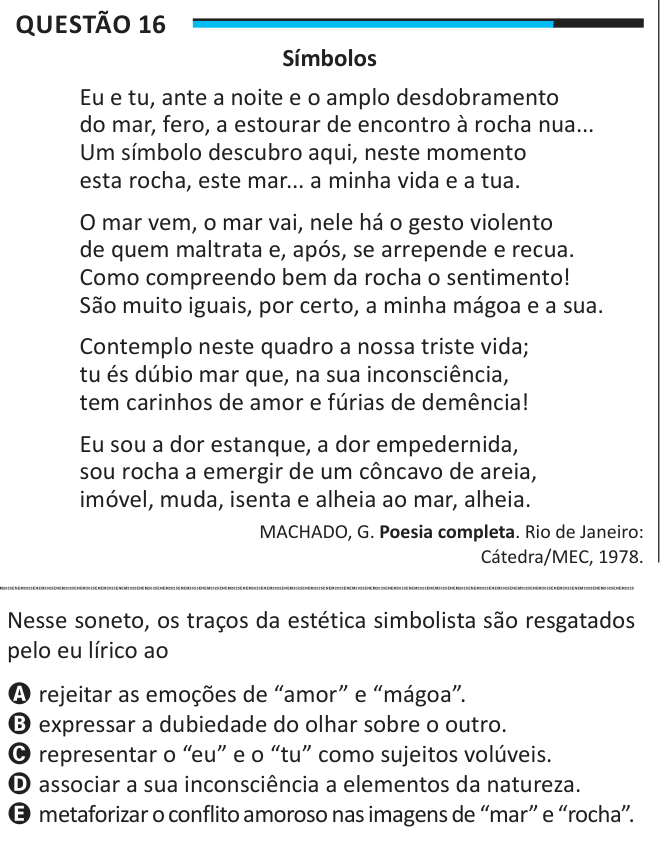 QUESTÃO 16
Símbolos
Eu e tu, ante a noite e o amplo desdobramento
do mar, fero, a estourar de encontro à rocha nua...
Um símbolo descubro aqui, neste momento
esta rocha, este mar... a minha vida e a tua.
O mar vem, o mar vai, nele há o gesto violento
de quem maltrata e, após, se arrepende e recua.
Como compreendo bem da rocha o sentimento!
São muito iguais, por certo, a minha mágoa e a sua.
Contemplo neste quadro a nossa triste vida;
tu és dúbio mar que, na sua inconsciência,
tem carinhos de amor e fúrias de demência!
Eu sou a dor estanque, a dor empedernida,
sou rocha a emergir de um côncavo de areia,
imóvel, muda, isenta e alheia ao mar, alheia.
MACHADO, G. Poesia completa. Rio de Janeiro:
Cátedra/MEC, 1978.
Nesse soneto, os traços da estética simbolista são resgatados
pelo eu lírico ao
A rejeitar as emoções de “amor” e “mágoa”.
B expressar a dubiedade do olhar sobre o outro.
C representar o “eu” e o “tu” como sujeitos volúveis.
D associar a sua inconsciência a elementos da natureza.
E metaforizar o conflito amoroso nas imagens de “mar” e “rocha”.